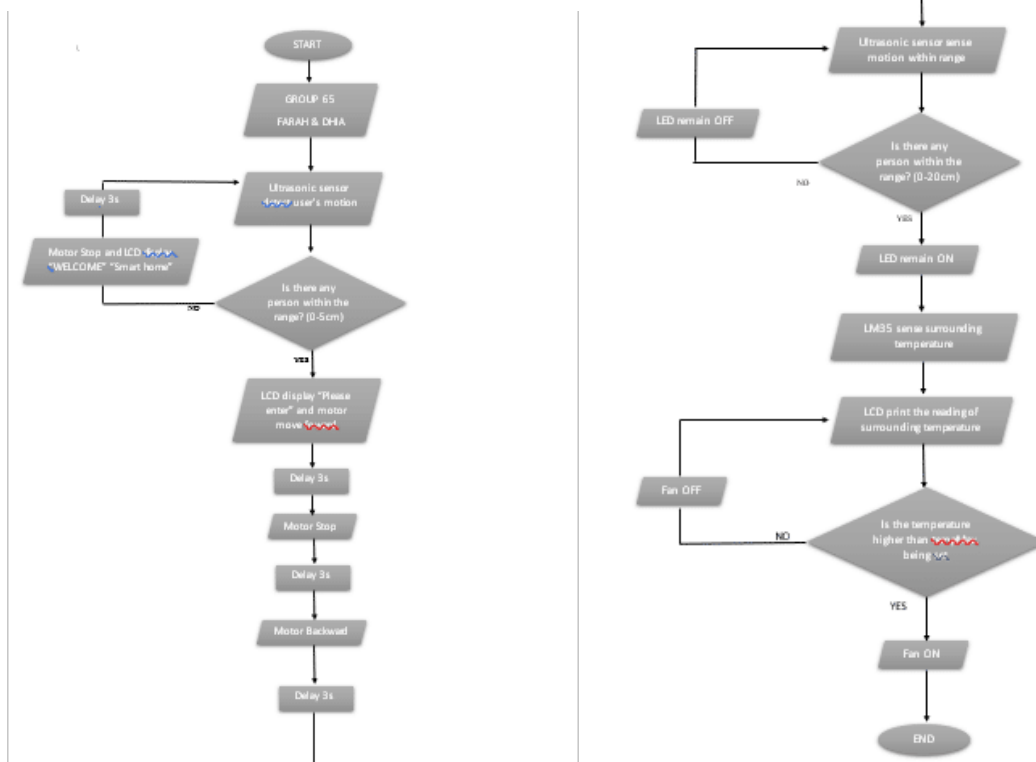 START
GROUP 65
FARAH & DHIA
Ultrasonic sensor
user's motion
Delay 3s
Motor Stop and LCD display
"WELCOME" "Smart home"
Is there any
person within the
range? (0-5cm)
NO
YES
LCD display "Please
enter" and motor
move
Delay 3s
Motor Stop
Delay 3s
Motor Backward
Delay 3s
Ultrasonic sensor sense
motion within range
LED remain OFF
Is there any
person within the
range? (0-20cm)
NO
YES
LED remain ON
LM35 sense surrounding
temperature
LCD print the reading of
surrounding temperature
Fan OFF
Is the temperature
higher than
being
NO
YES
Fan ON
END